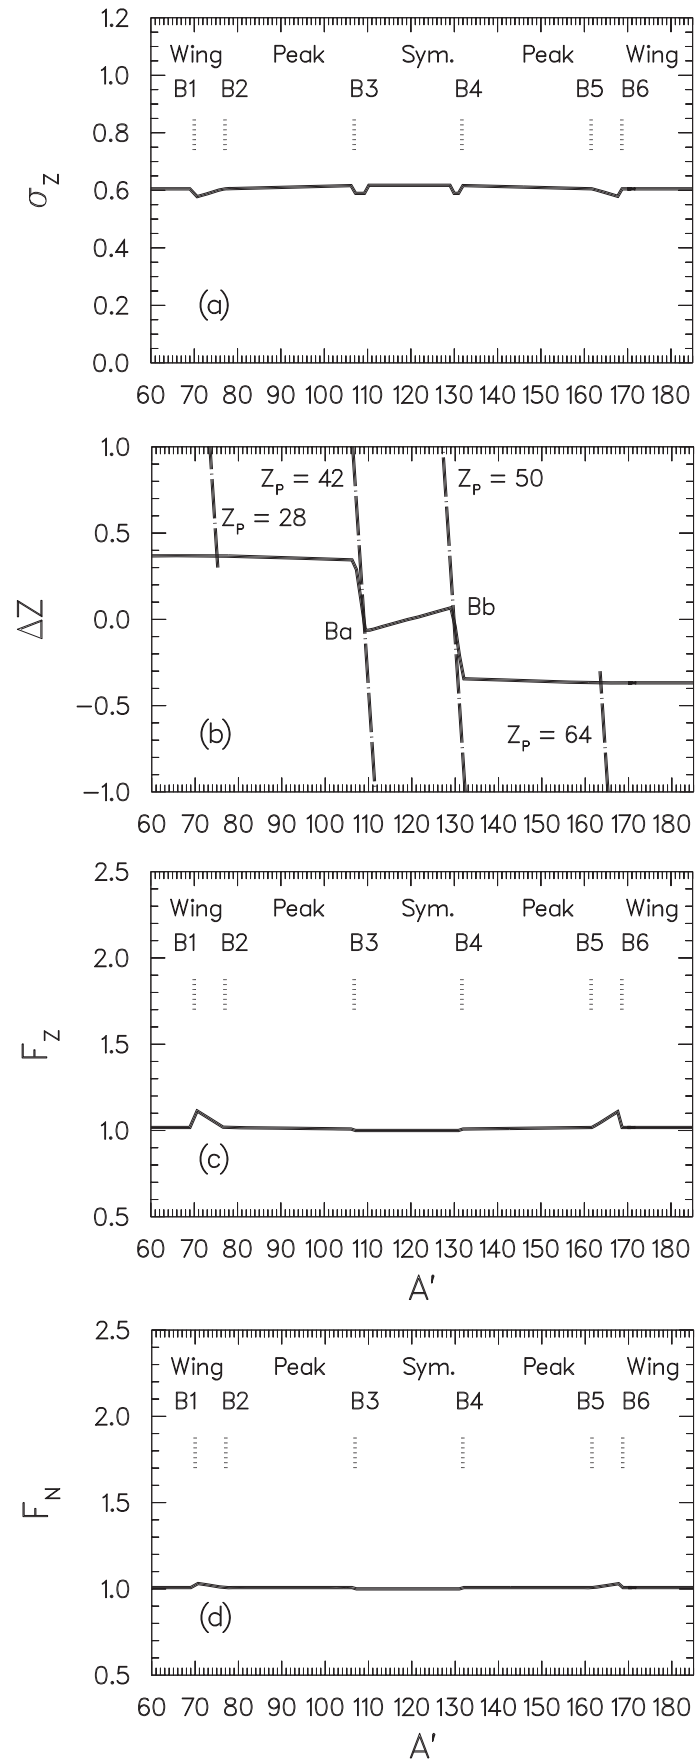 1.2
Wing Peak Sym. Peak Wing
1.0
B1 B2 B3 B4 B5 B6
0.8
σZ
0.6
0.4
(a)
0.2
0.0
60 70 80 90 100 110 120 130 140 150 160 170 180
1.0
ZP = 42 ZP = 50
ZP = 28
0.5
ΔZ
0.0
Ba Bb
−0.5
(b) ZP = 64
−1.0
60 70 80 90 100 110 120 130 140 150 160 170 180
2.5
Wing Peak Sym. Peak Wing
B1 B2 B3 B4 B5 B6
2.0
1.5
FZ
1.0
(c)
0.5
60 70 80 90 100 110 120 130 140 150 160 170 180
A'
2.5
Wing Peak Sym. Peak Wing
B1 B2 B3 B4 B5 B6
2.0
1.5
FN
1.0
(d)
0.5
60 70 80 90 100 110 120 130 140 150 160 170 180
A'